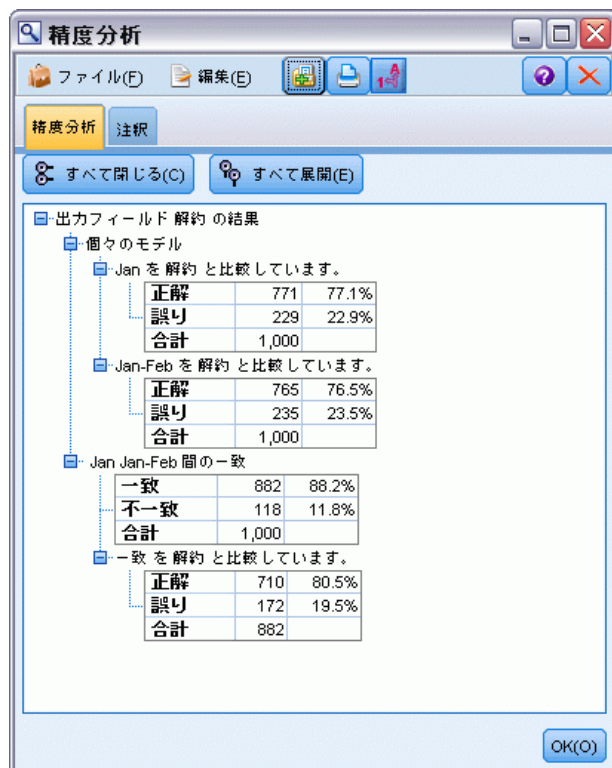 精度分析
ファイル(F) 編集(E)
精度分析 注釈
すべて閉じる(C) すべて展開(E)
出力フィールド 解約 の結果
個々のモデル
Jan を 解約 と比較しています。
正解 771 77.1%
誤り 229 22.9%
合計 1,000
Jan-Feb を 解約 と比較しています。
正解 765 76.5%
誤り 235 23.5%
合計 1,000
Jan Jan-Feb 間の一致
一致 882 88.2%
不一致 118 11.8%
合計 1,000
一致 を 解約 と比較しています。
正解 710 80.5%
誤り 172 19.5%
合計 882
OK(O)